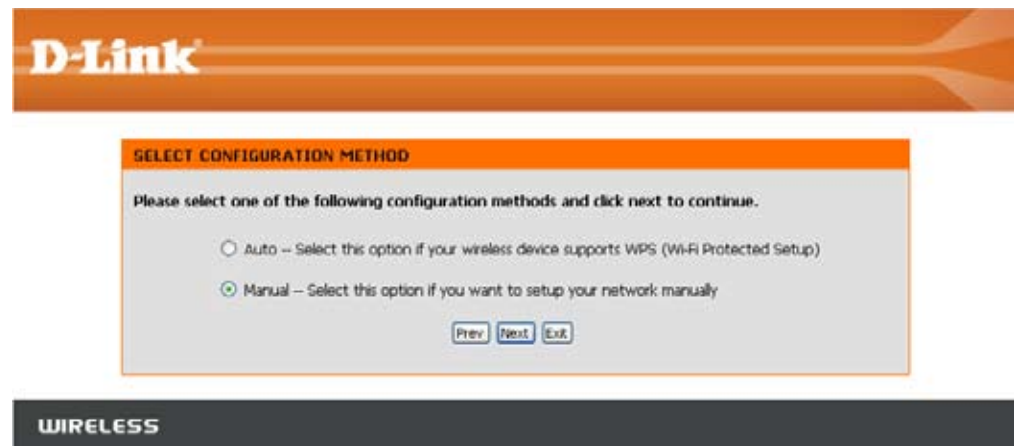 D-Link
SELECT CONFIGURATION METHOD
Please select one of the following configuration methods and click next to continue.
Auto -- Select this option if your wireless device supports WPS (Wi-Fi Protected Setup)
Manual -- Select this option if you want to setup your network manually
Prev Next Exit
WIRELESS